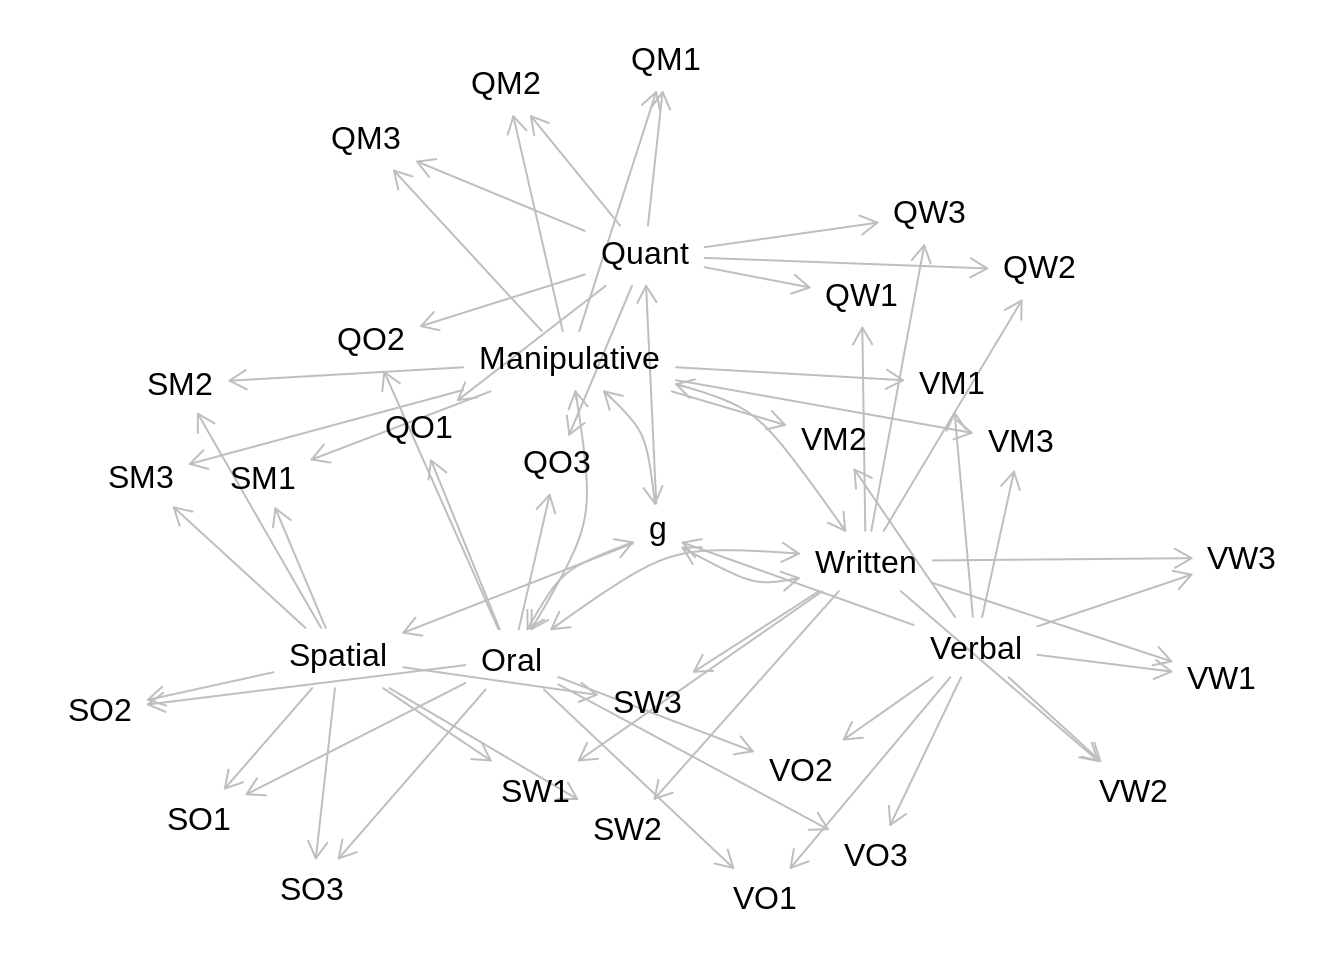 QM1
QM2
QM3
QW3
Quant
QW2
QW1
QO2
Manipulative
SM2
VM1
QO1
VM2
VM3
QO3
SM3
SM1
g
Written
VW3
Verbal
Spatial
Oral
VW1
SW3
SO2
VO2
SW1
VW2
SO1
SW2
VO3
SO3
VO1